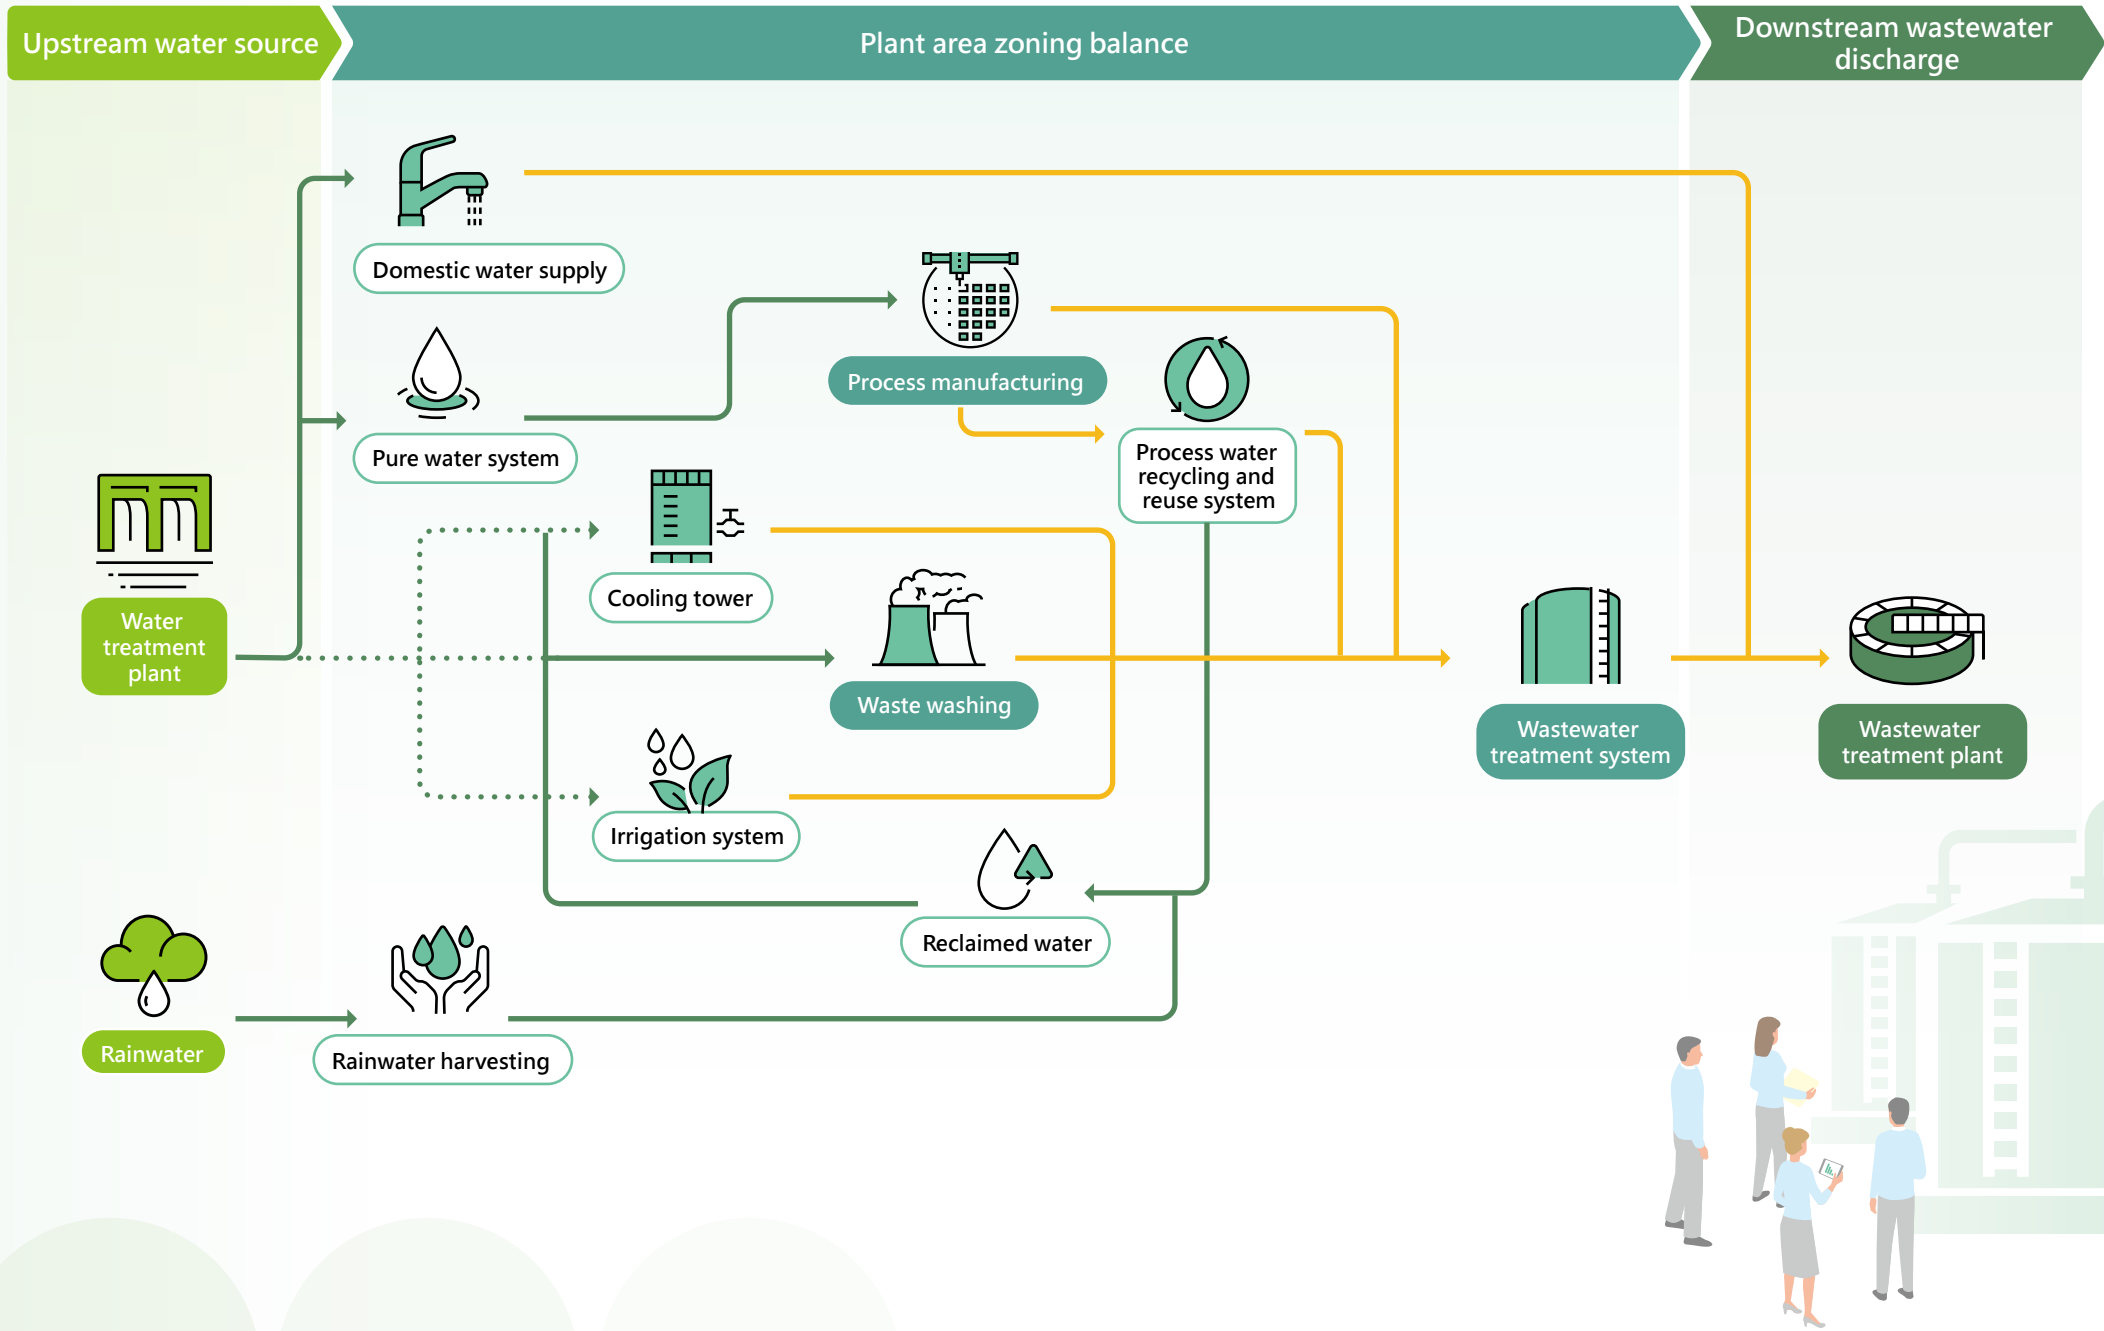 Upstream water source
Plant area zoning balance
Downstream wastewater
discharge
Domestic water supply
Process manufacturing
Pure water system
Process water
recycling and
reuse system
Cooling tower
Water
treatment
plant
Waste washing
Wastewater
treatment system
Wastewater
treatment plant
Irrigation system
Reclaimed water
Rainwater
Rainwater harvesting